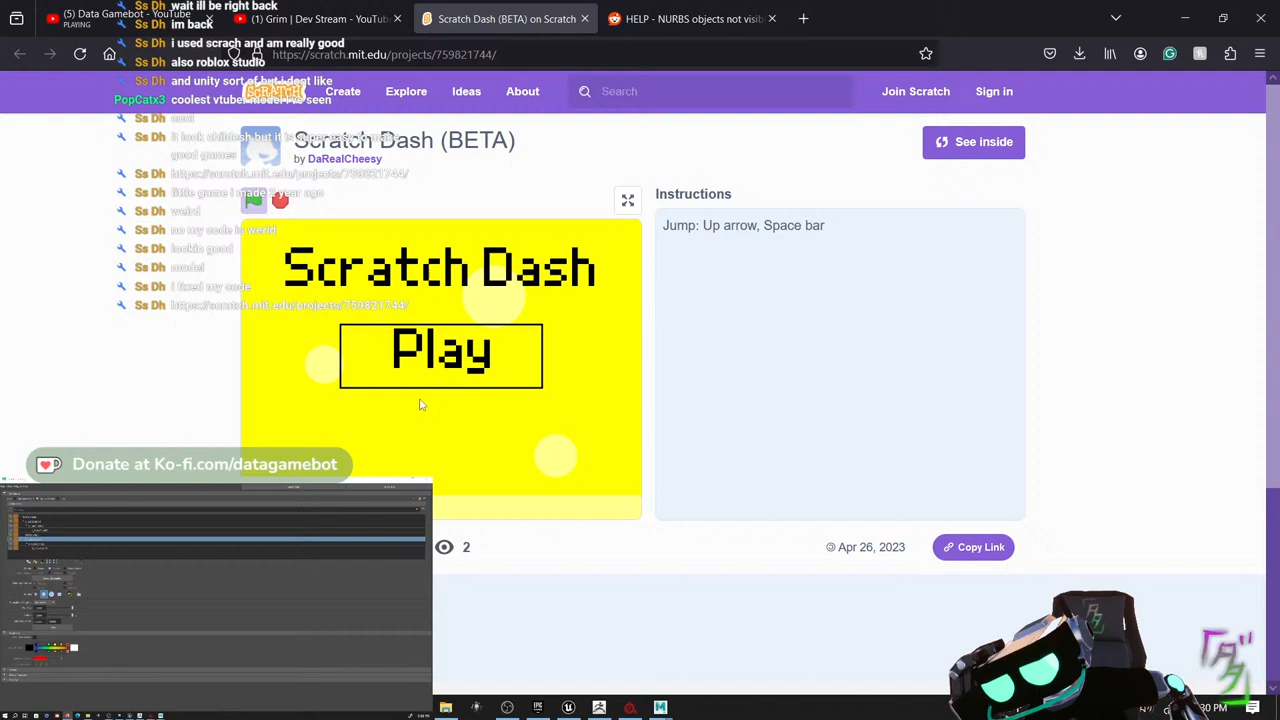 (5) Data Gamebot - YouTube
PLAYING
(1) Grim | Dev Stream - YouTube
Scratch Dash (BETA) on Scratch
HELP - NURBS objects not visib
https://scratch.mit.edu/projects/759821744/
wait ill be right back
Ss Dh im back
Ss Dh i used scrach and am really good
Ss Dh also roblox studio
Ss Dh and unity sort of but i dont like
PopCatx3 coolest vtuber model i've seen
Ss Dh cool
Ss Dh it look childesh but it is super easy to make
good games
Ss Dh https://scratch.mit.edu/projects/759821744/
Ss Dh little game i made 2 year ago
Ss Dh weird
Ss Dh no my code is werid
Ss Dh lookin good
Ss Dh model
Ss Dh i fixed my code
Ss Dh https://scratch.mit.edu/projects/759821744/
SCRATCH
Create
Explore
Ideas
About
Search
Join Scratch
Sign in
Scratch Dash (BETA)
by DaRealCheesy
See inside
Instructions
Jump: Up arrow, Space bar
Scratch Dash
Play
Donate at Ko-fi.com/datagamebot
2
Apr 26, 2023
Copy Link
30 PM